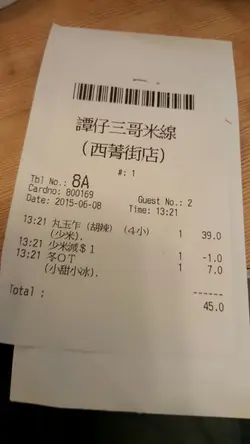 譚仔三哥米線
(西菁街店)
#: 1
Tbl No.: 8A
Cardno: 800169 Guest No.: 2
Date: 2015-06-08 Time: 13:21
13:21 丸玉乍 (胡辣) (4小) 1 39.0
(少米).
13:21 少米減$1 1 -1.0
13:21 冬OT 1 7.0
(小甜小冰).
------
Total : 45.0